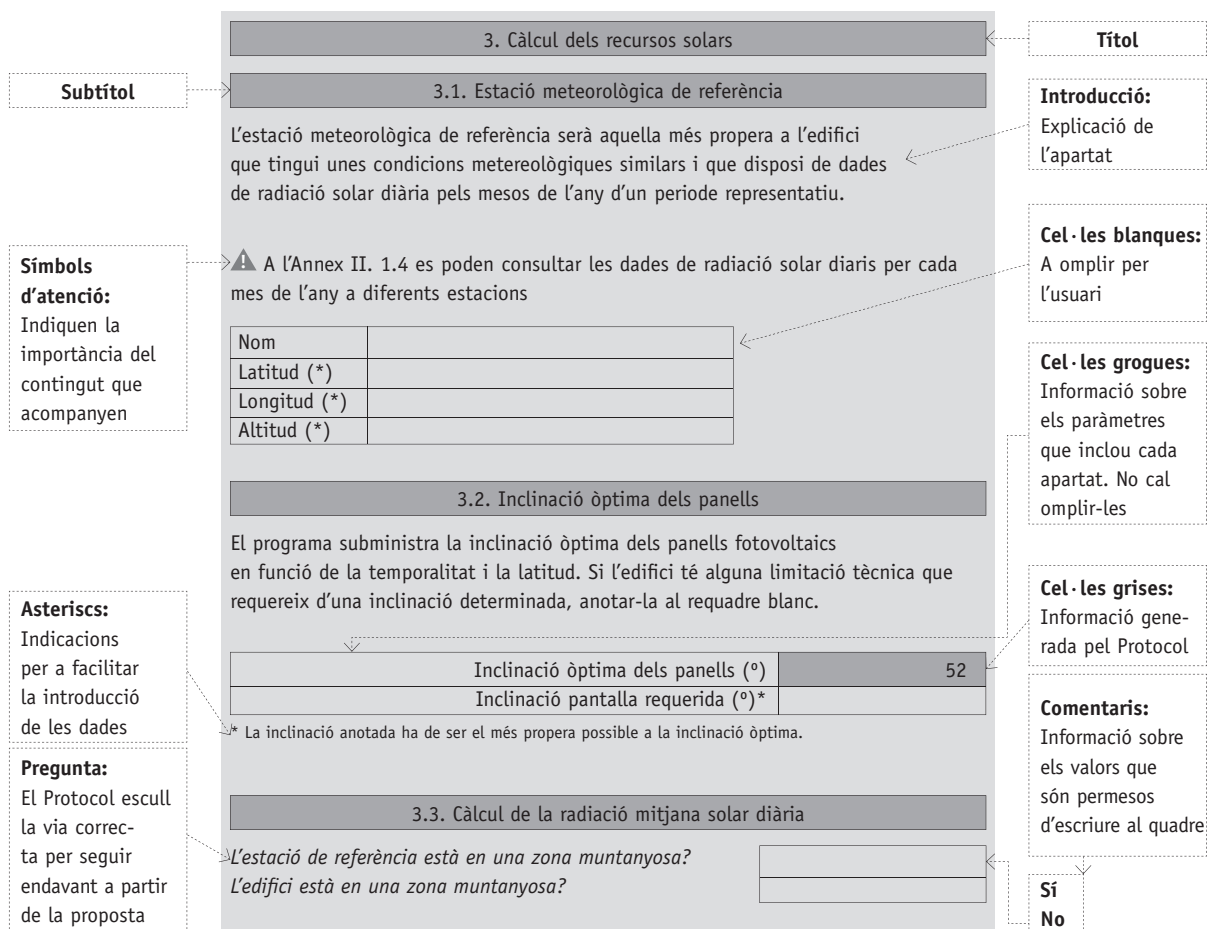 3. Càlcul dels recursos solars
Títol
Subtítol
3.1. Estació meteorològica de referència
Introducció:
Explicació de
l'apartat
L'estació meteorològica de referència serà aquella més propera a l'edifici
que tingui unes condicions metereològiques similars i que disposi de dades
de radiació solar diària pels mesos de l'any d'un periode representatiu.
Símbols
d'atenció:
Indiquen la
importància del
contingut que
acompanyen
A l'Annex II. 1.4 es poden consultar les dades de radiació solar diaris per cada
mes de l'any a diferents estacions
Cel·les blanques:
A omplir per
l'usuari
Nom
Latitud (*)
Longitud (*)
Altitud (*)
Cel·les grogues:
Informació sobre
els paràmetres
que inclou cada
apartat. No cal
omplir-les
3.2. Inclinació òptima dels panells
El programa subministra la inclinació òptima dels panells fotovoltaics
en funció de la temporalitat i la latitud. Si l'edifici té alguna limitació tècnica que
requereix d'una inclinació determinada, anotar-la al requadre blanc.
Cel·les grises:
Informació gene-
rada pel Protocol
Asteriscs:
Indicacions
per a facilitar
la introducció
de les dades
Inclinació òptima dels panells (º) 52
Inclinació pantalla requerida (º)*
* La inclinació anotada ha de ser el més propera possible a la inclinació òptima.
Comentaris:
Informació sobre
els valors que
són permesos
d'escriure al quadre
Pregunta:
El Protocol escull
la via correc-
ta per seguir
endavant a partir
de la proposta
3.3. Càlcul de la radiació mitjana solar diària
L'estació de referència està en una zona muntanyosa?
L'edifici està en una zona muntanyosa?
Sí
No